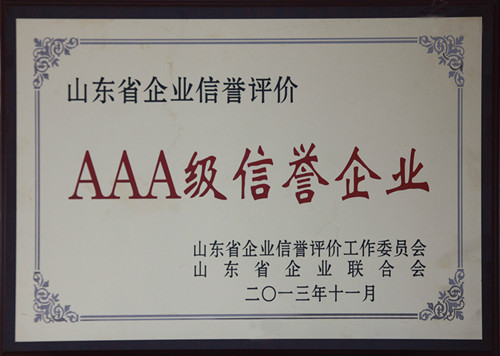 山东省企业信誉评价
AAA级信誉企业
山东省企业信誉评价工作委员会
山东省企业联合会
二〇一三年十一月